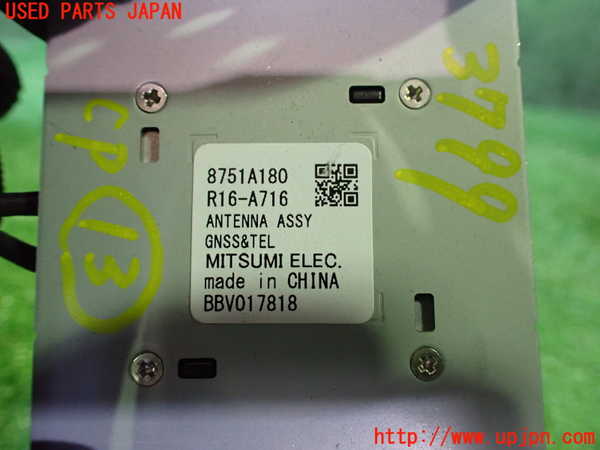 USED PARTS JAPAN
3799
CP 13
8751A180
R16-A716
ANTENNA ASSY
GNSS&TEL
MITSUMI ELEC.
made in CHINA
BBV017818
http://www.upjpn.com